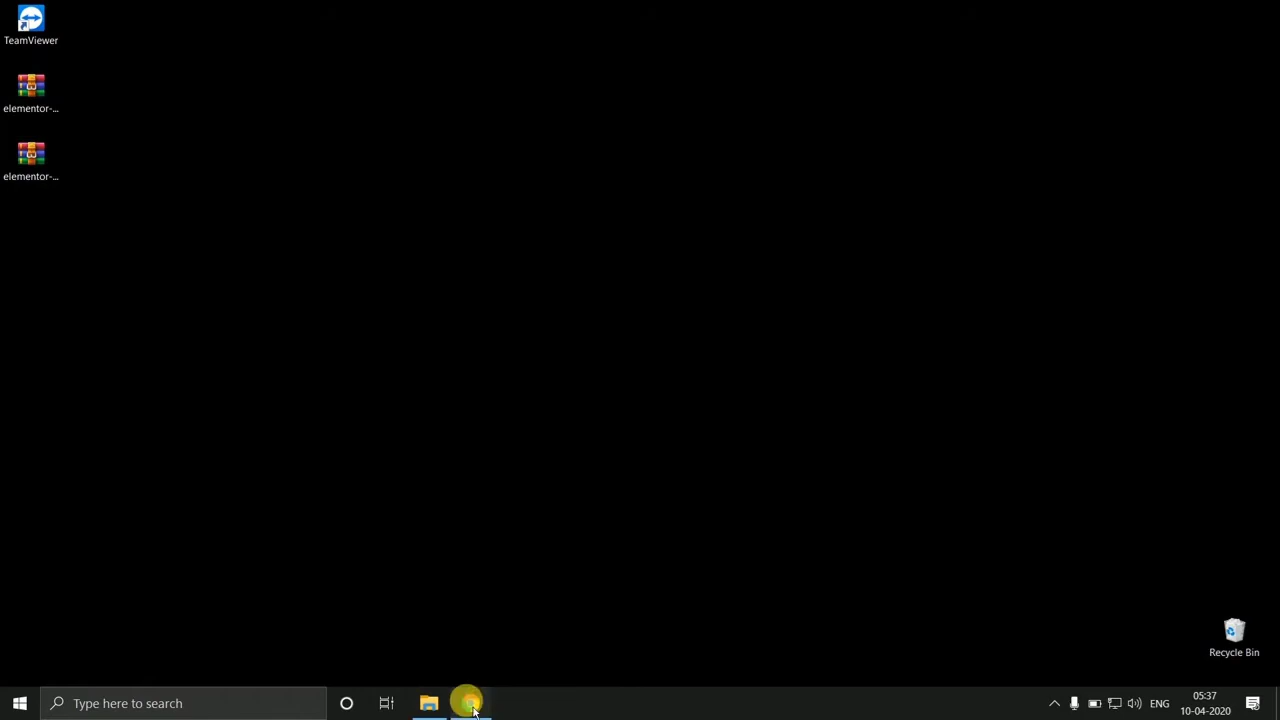 TeamViewer
elementor-...
elementor-...
Recycle Bin
Type here to search
ENG
05:37
10-04-2020